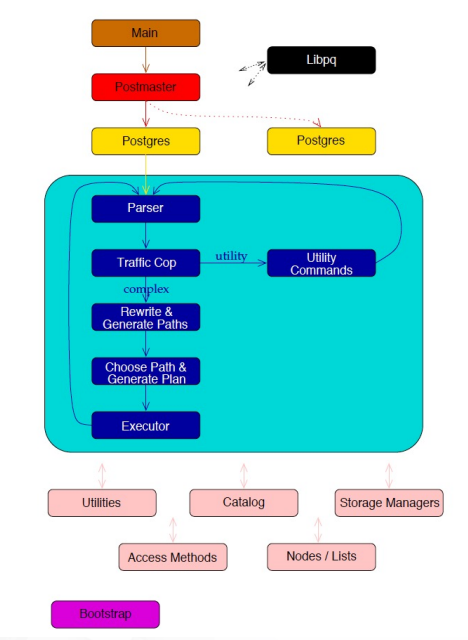 Main
Libpq
Postmaster
Postgres
Postgres
Parser
Traffic Cop
utility
Utility
Commands
complex
Rewrite &
Generate Paths
Choose Path &
Generate Plan
Executor
Utilities
Catalog
Storage Managers
Access Methods
Nodes / Lists
Bootstrap